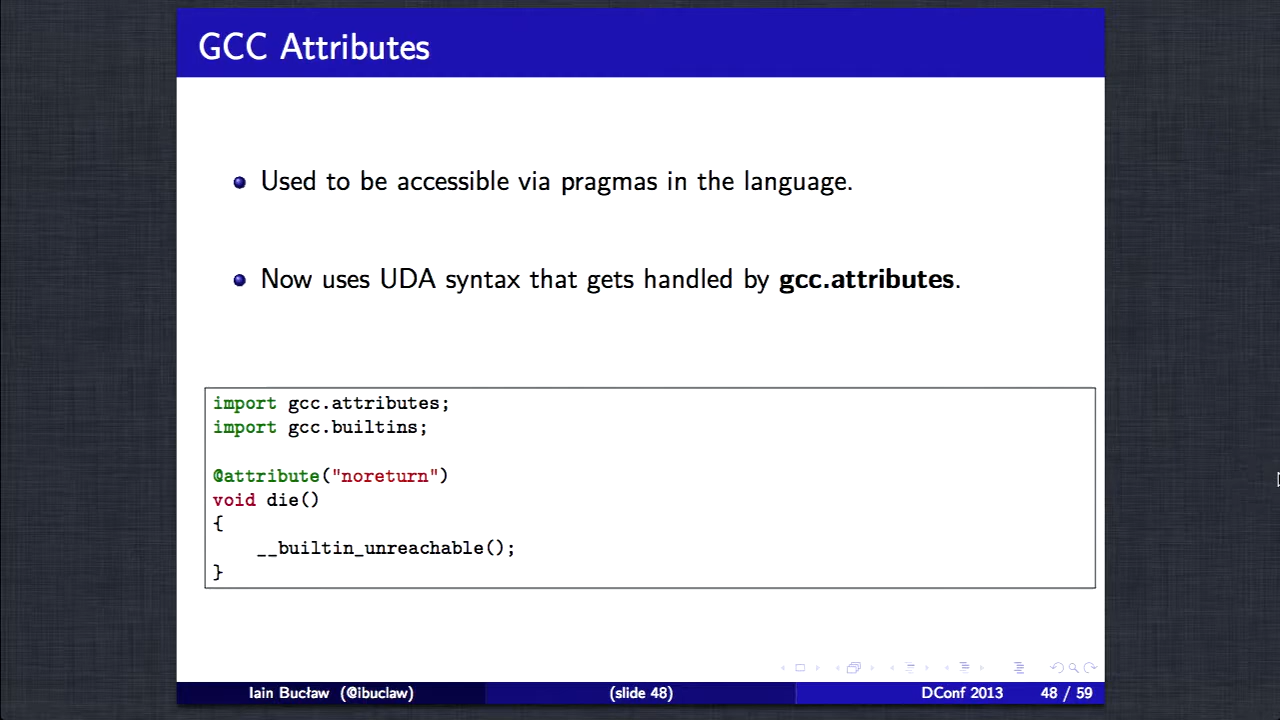 GCC Attributes
Used to be accessible via pragmas in the language.
Now uses UDA syntax that gets handled by gcc.attributes.
import gcc.attributes;
import gcc.builtins;
@attribute("noreturn")
void die()
{
    __builtin_unreachable();
}
Iain Bucław (@ibuclaw) (slide 48) DConf 2013 48 / 59